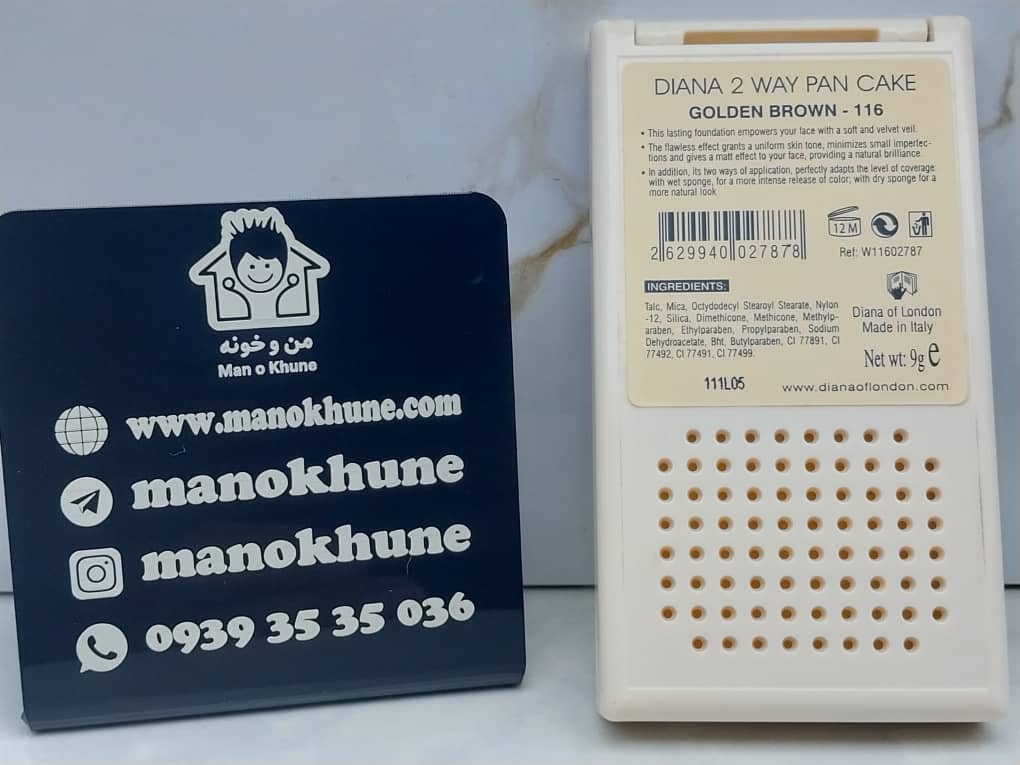 من و خونه
Man o Khune
www.manokhune.com
manokhune
manokhune
0939 35 35 036
DIANA 2 WAY PAN CAKE
GOLDEN BROWN - 116
• This lasting foundation empowers your face with a soft and velvet veil.
• The flawless effect grants a uniform skin tone, minimizes small imperfec-
tions and gives a matt effect to your face, providing a natural brilliance.
• In addition, its two ways of application, perfectly adapts the level of coverage:
with wet sponge, for a more intense release of color; with dry sponge for a
more natural look
2 629940 027878
12 M
Ref: W11602787
INGREDIENTS:
Talc, Mica, Octydodecyl Stearoyl Stearate, Nylon
-12, Silica, Dimethicone, Methicone, Methylp-
araben, Ethylparaben, Propylparaben, Sodium
Dehydroacetate, Bht, Butylparaben, CI 77891, CI
77492, CI 77491, CI 77499.
Diana of London
Made in Italy
Net wt: 9g e
111L05
www.dianaoflondon.com